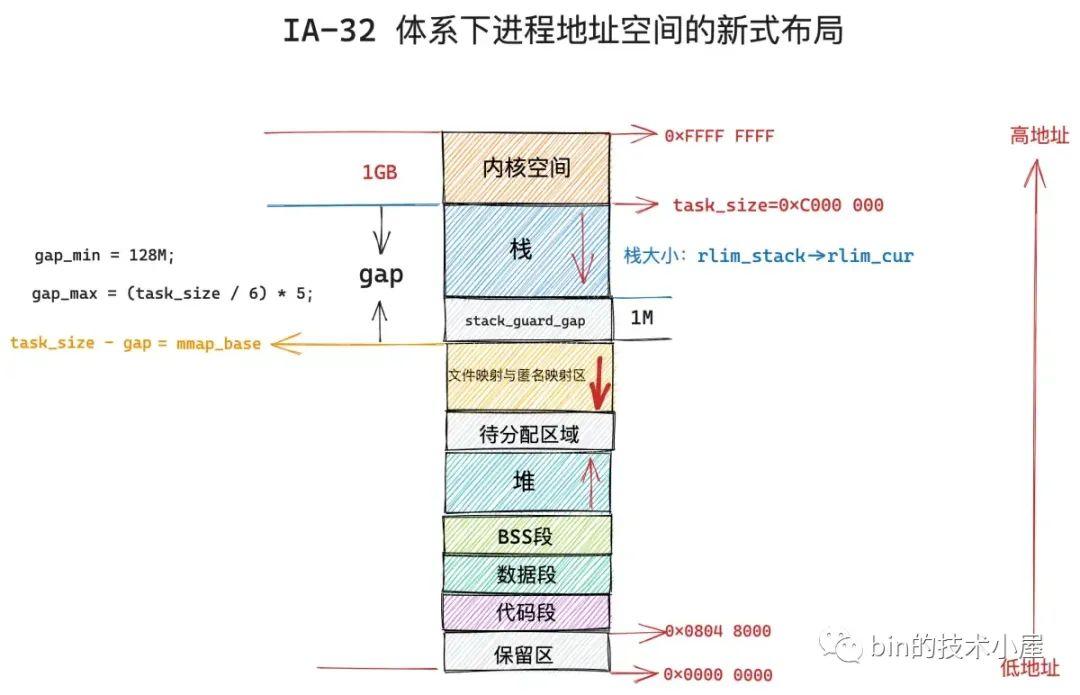 IA-32 体系下进程地址空间的新式布局
0×FFFF FFFF
高地址
1GB
内核空间
task_size=0×C000 000
gap_min = 128M;
gap
栈
栈大小: rlim_stack→rlim_cur
gap_max = (task_size / 6) * 5;
stack_guard_gap
1M
task_size - gap = mmap_base
文件映射与匿名映射区
待分配区域
堆
BSS段
数据段
代码段
0×0804 8000
保留区
bin的技术小屋
低地址
0×0000 0000